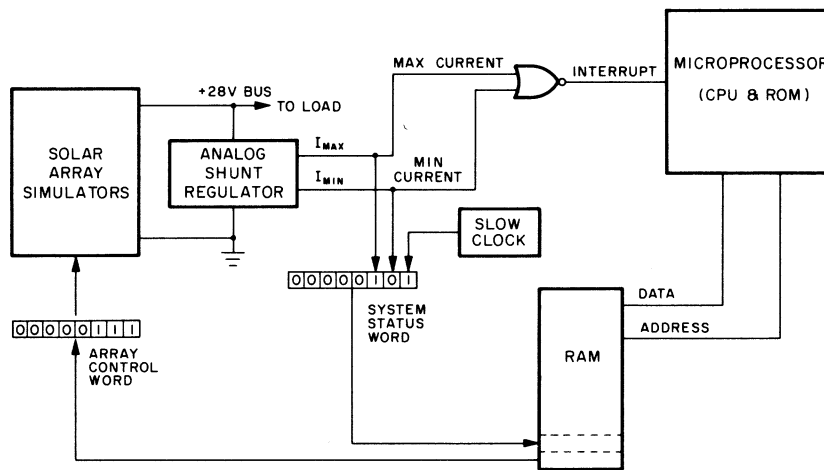 MAX CURRENT
INTERRUPT
MICROPROCESSOR
(CPU & ROM)
+28V BUS
TO LOAD
SOLAR
ARRAY
SIMULATORS
ANALOG
SHUNT
REGULATOR
IMAX
IMIN
MIN
CURRENT
SLOW
CLOCK
00000101
SYSTEM
STATUS
WORD
00000111
ARRAY
CONTROL
WORD
DATA
ADDRESS
RAM